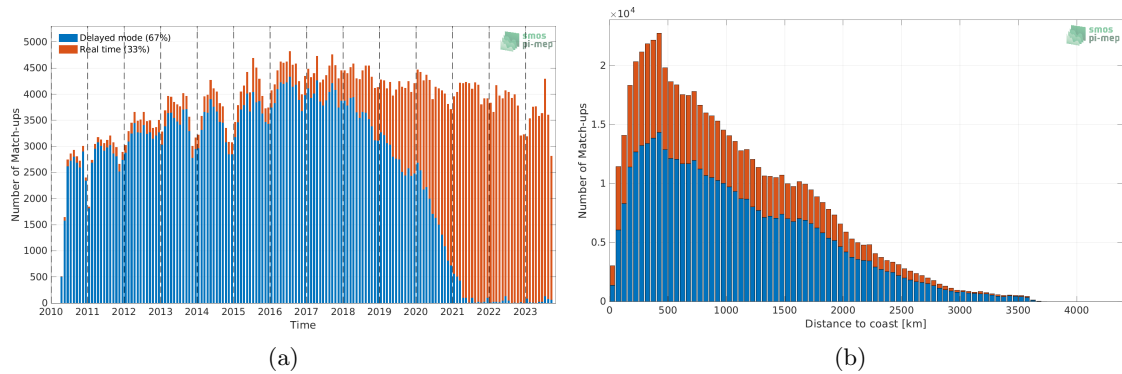 Delayed mode (67%)
Real time (33%)
smos
pi-mep
5000
4500
4000
3500
3000
2500
2000
1500
1000
500
0
Number of Match-ups
2010 2011 2012 2013 2014 2015 2016 2017 2018 2019 2020 2021 2022 2023
Time
(a)
×10⁴
smos
pi-mep
2
1.5
1
0.5
0
Number of Match-ups
0 500 1000 1500 2000 2500 3000 3500 4000
Distance to coast [km]
(b)